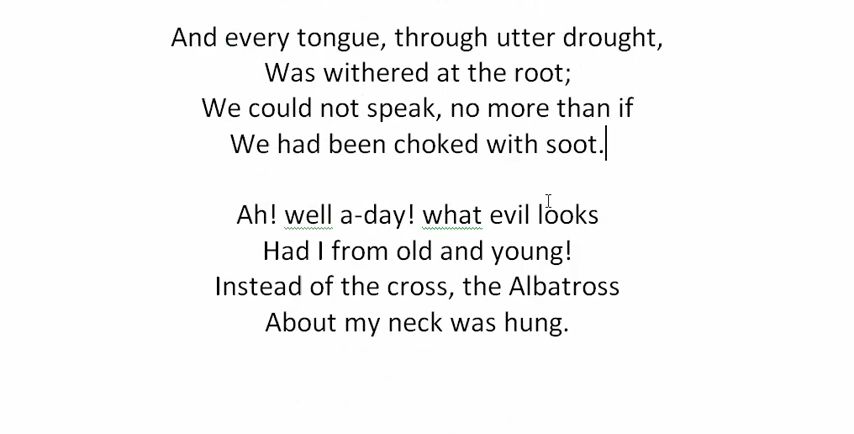 And every tongue, through utter drought,
Was withered at the root;
We could not speak, no more than if
We had been choked with soot.
Ah! well a-day! what evil looks
Had I from old and young!
Instead of the cross, the Albatross
About my neck was hung.